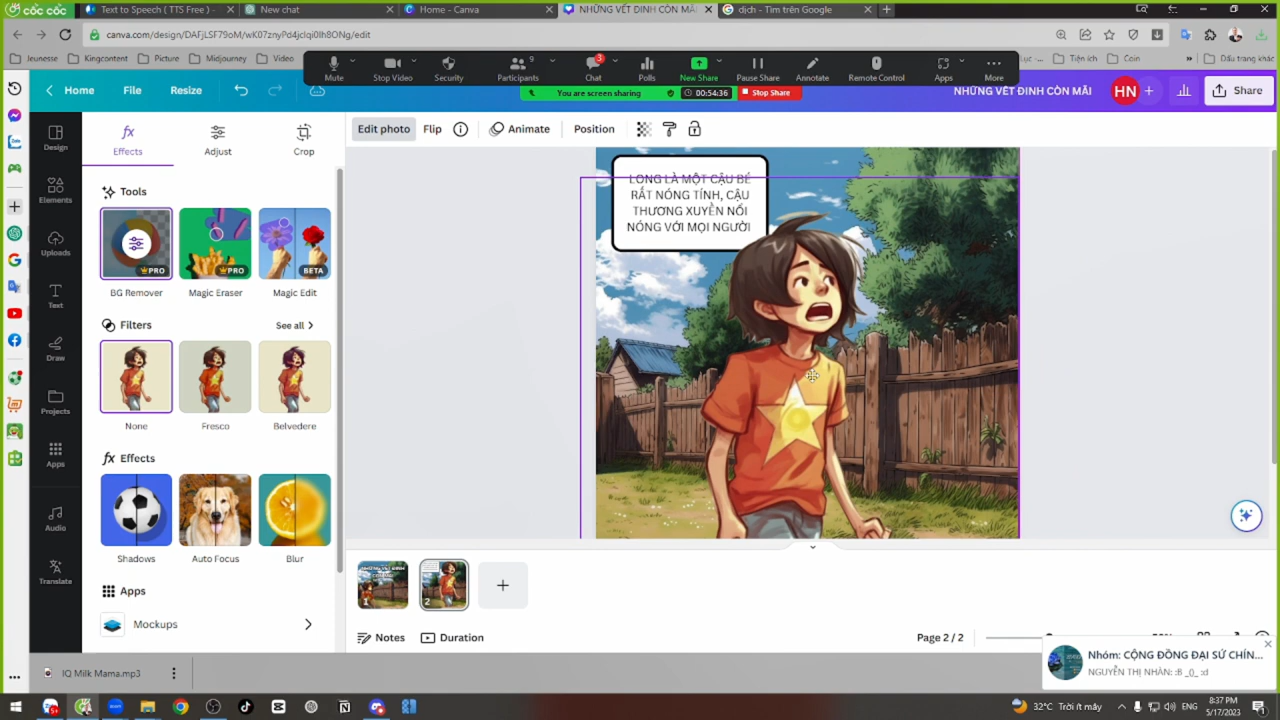 cốc cốc
Text to Speech ( TTS Free ) -
New chat
Home - Canva
NHỮNG VẾT ĐINH CÒN MÃI
dịch - Tìm trên Google
canva.com/design/DAFjLSF79oM/wK07znyPd4jclqi0Ih8ONg/edit
Jeunesse
Kingcontent
Picture
Midjourney
Video
Tiện ích
Coin
Dấu trang khác
Mute
Stop Video
Security
Participants
9
Chat
3
Polls
New Share
Pause Share
Annotate
Remote Control
Apps
More
You are screen sharing
00:54:36
Stop Share
Home
File
Resize
NHỮNG VẾT ĐINH CÒN MÃI
HN
Share
Design
Elements
Uploads
Text
Draw
Projects
Apps
Audio
Translate
Effects
Adjust
Crop
Edit photo
Flip
Animate
Position
Tools
PRO
PRO
BETA
BG Remover
Magic Eraser
Magic Edit
Filters
See all
None
Fresco
Belvedere
Effects
Shadows
Auto Focus
Blur
Apps
Mockups
LONG LÀ MỘT CẬU BÉ
RẤT NÓNG TÍNH, CẬU
THƯƠNG XUYÊN NỔI
NÓNG VỚI MỌI NGƯỜI
1
2
Notes
Duration
Page 2 / 2
Nhóm: CỘNG ĐỒNG ĐẠI SỨ CHÍN...
NGUYỄN THỊ NHÀN: :B _()_ :d
IQ Milk Mama.mp3
32°C
Trời ít mây
ENG
8:37 PM
5/17/2023